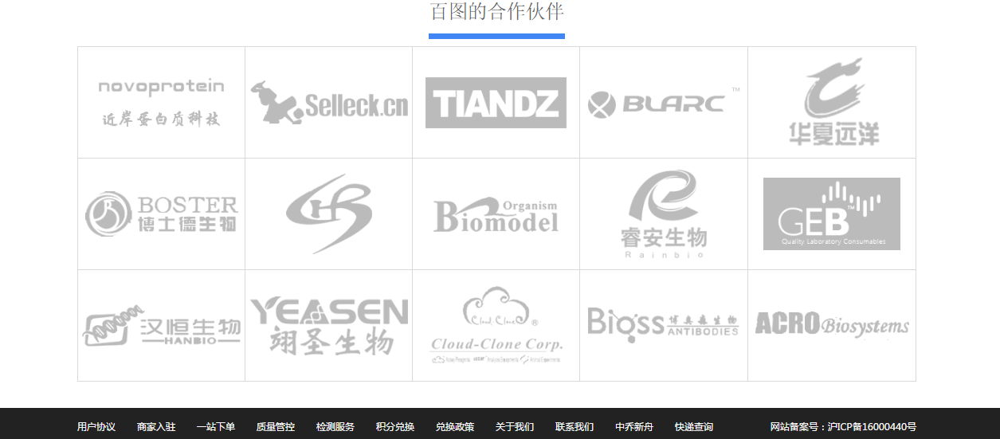 百图的合作伙伴
novoprotein
近岸蛋白质科技
Selleck.cn
TIANDZ
BLARC
TM
华夏远洋
BOSTER
博士德生物
Organism
Biomodel
睿安生物
Rainbio
GEB
TM
Quality Laboratory Consumables
汉恒生物
HANBIO
YEASEN
翊圣生物
Cloud-Clone
®
Cloud-Clone Corp.
Bioss
博奥森生物
ANTIBODIES
ACRO Biosystems
用户协议 商家入驻 一站下单 质量管控 检测服务 积分兑换 兑换政策 关于我们 联系我们 中乔新舟 快递查询 网站备案号：沪ICP备16000440号